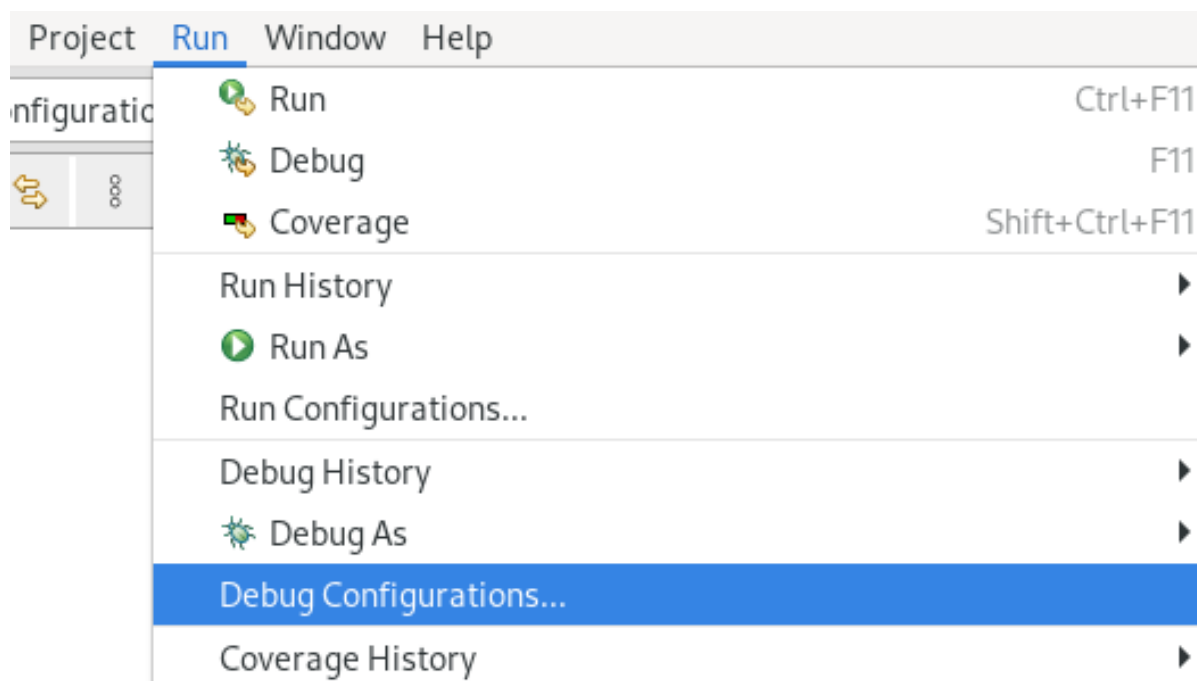 Project Run Window Help
Run Ctrl+F11
nfiguratio
Debug F11
Coverage Shift+Ctrl+F11
Run History
Run As
Run Configurations...
Debug History
Debug As
Debug Configurations...
Coverage History